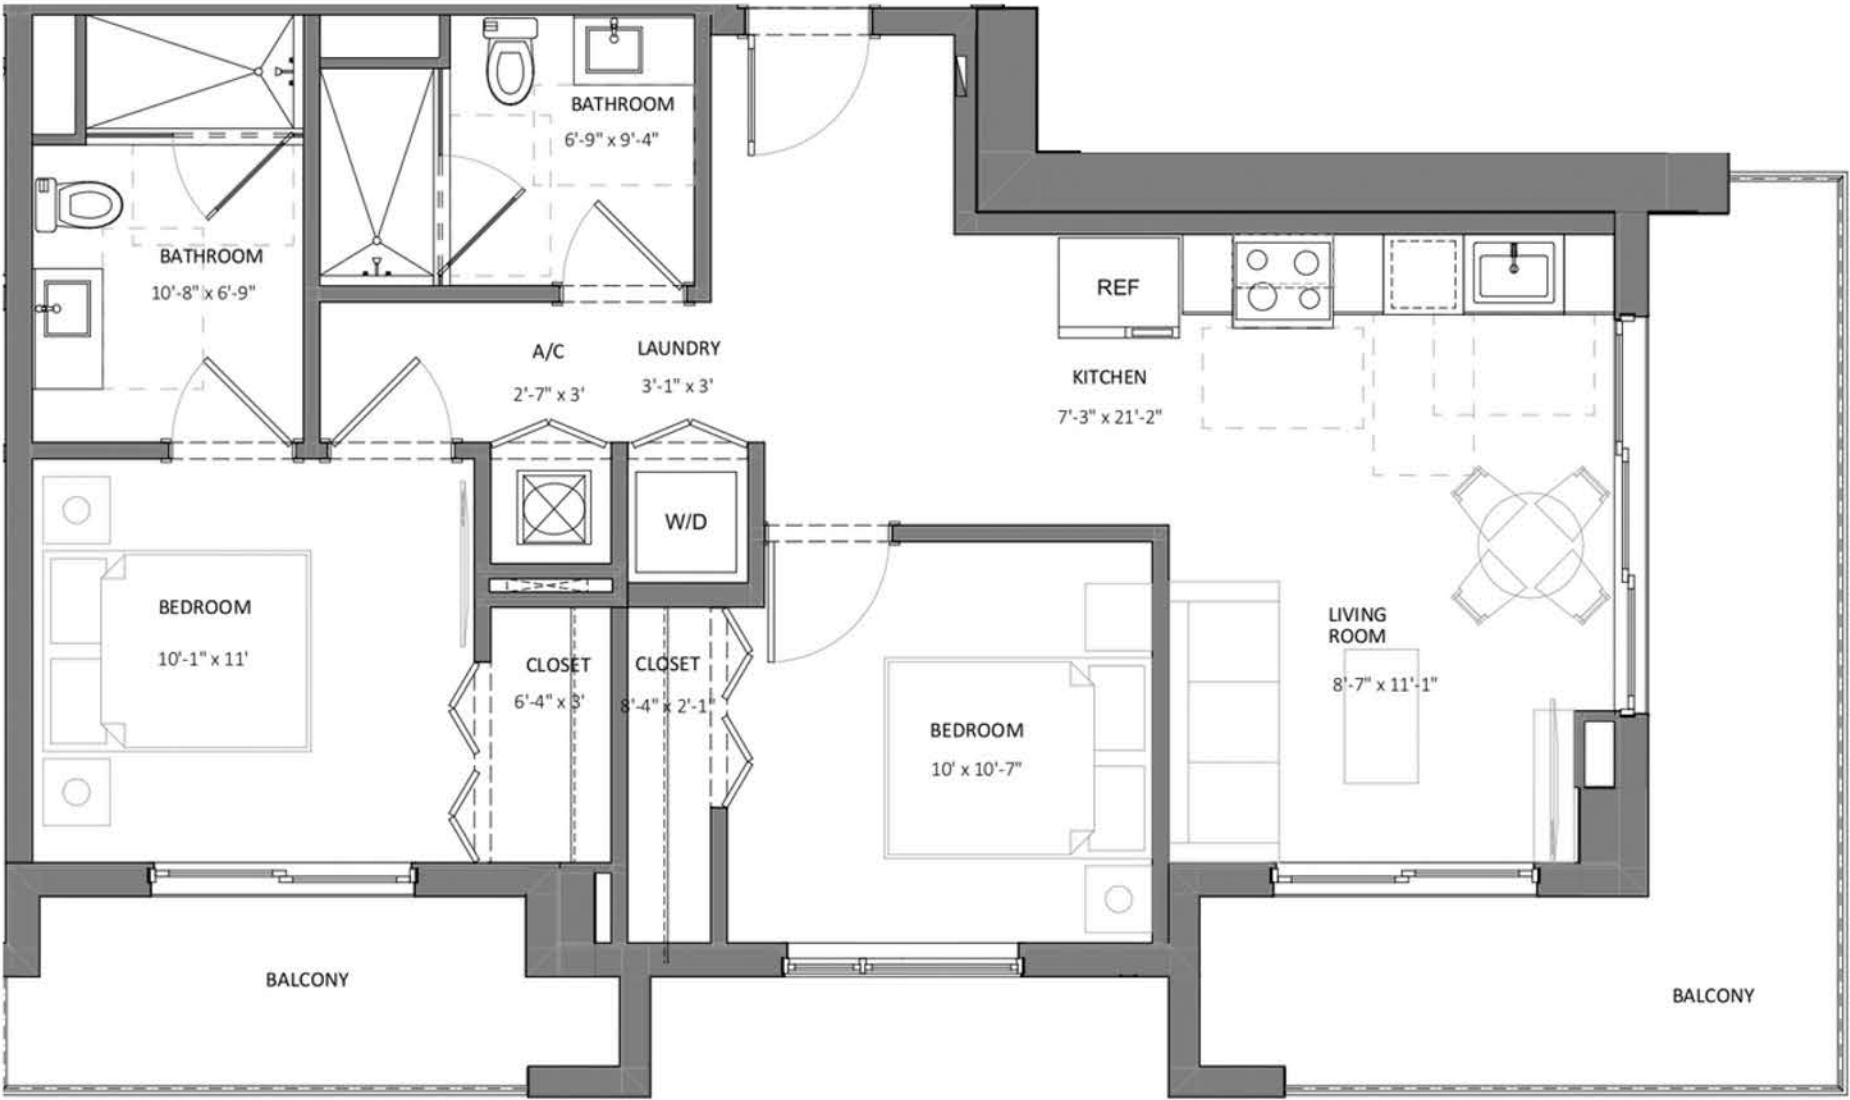 BATHROOM
6'-9" x 9'-4"
BATHROOM
10'-8" x 6'-9"
REF
A/C
2'-7" x 3'
LAUNDRY
3'-1" x 3'
KITCHEN
7'-3" x 21'-2"
W/D
BEDROOM
10'-1" x 11'
CLOSET
6'-4" x 3'
CLOSET
8'-4" x 2'-1"
LIVING
ROOM
8'-7" x 11'-1"
BEDROOM
10' x 10'-7"
BALCONY
BALCONY